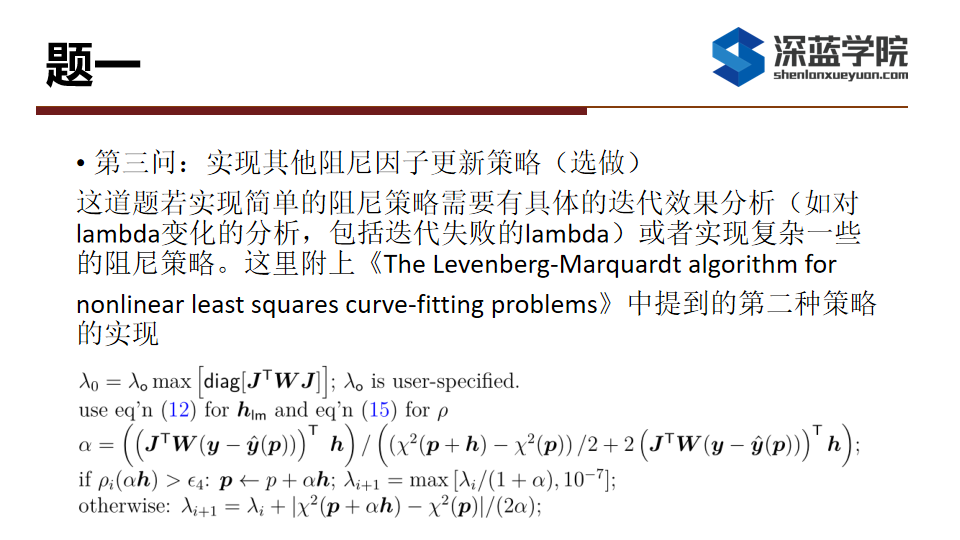 题一
深蓝学院
shenlanxueyuan.com
• 第三问：实现其他阻尼因子更新策略（选做）
这道题若实现简单的阻尼策略需要有具体的迭代效果分析（如对
lambda变化的分析，包括迭代失败的lambda）或者实现复杂一些
的阻尼策略。这里附上《The Levenberg-Marquardt algorithm for
nonlinear least squares curve-fitting problems》中提到的第二种策略
的实现
λ₀ = λₒ max [diag[JᵀWJ]]; λₒ is user-specified.
use eq'n (12) for hₗₘ and eq'n (15) for ρ
α = ((JᵀW(y − ŷ(p)))ᵀ h) / ((χ²(p + h) − χ²(p)) /2 + 2 (JᵀW(y − ŷ(p)))ᵀ h);
if ρᵢ(αh) > ϵ₄: p ← p + αh; λᵢ₊₁ = max [λᵢ/(1 + α), 10⁻⁷];
otherwise: λᵢ₊₁ = λᵢ + |χ²(p + αh) − χ²(p)|/(2α);